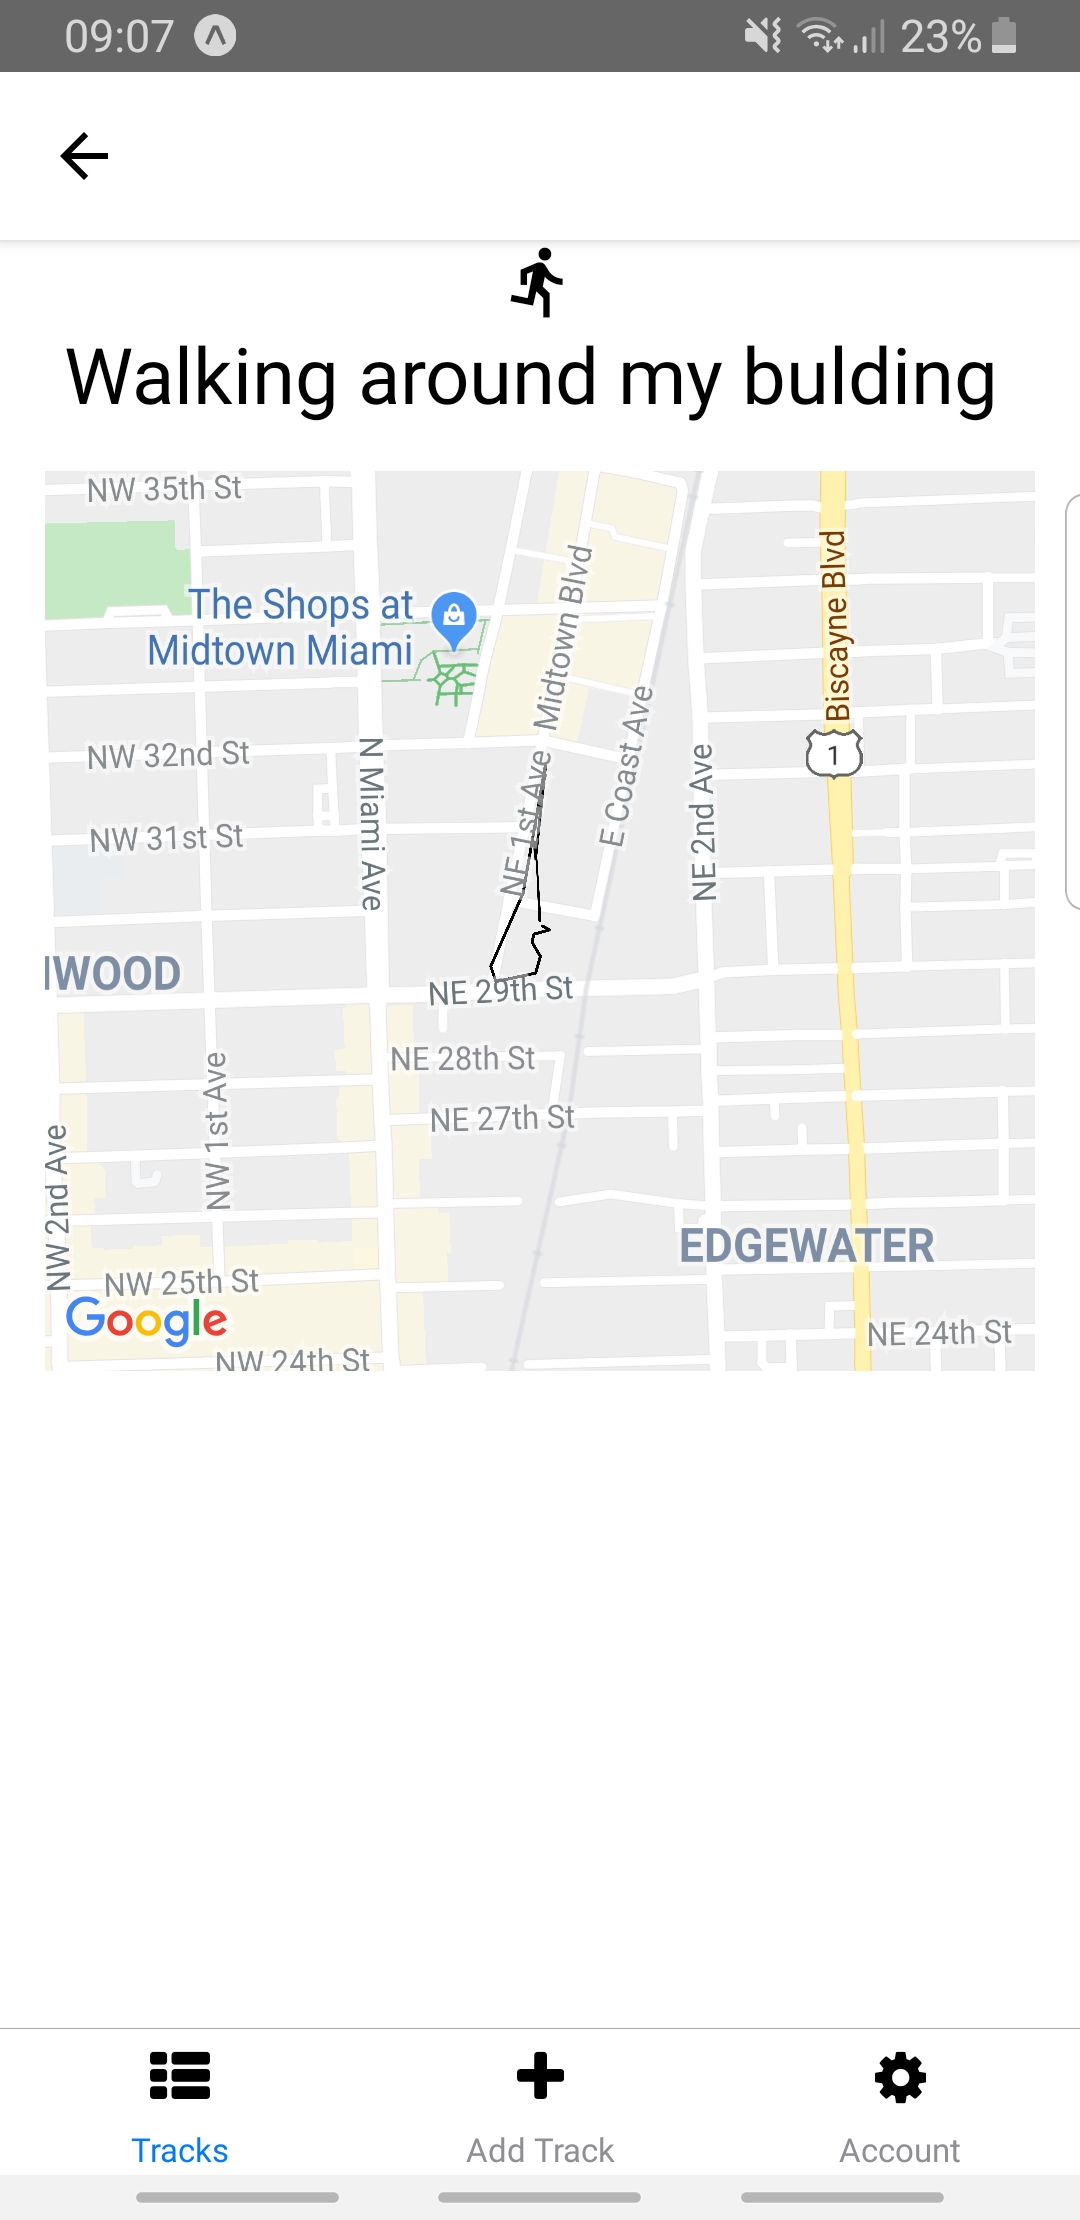 09:07
23%
Walking around my bulding
NW 35th St
The Shops at
Midtown Miami
Midtown Blvd
Biscayne Blvd
E Coast Ave
NW 32nd St
1
N Miami Ave
NE 1st Ave
NE 2nd Ave
NW 31st St
WOOD
NE 29th St
NE 28th St
NW 1st Ave
NE 27th St
NW 2nd Ave
EDGEWATER
NW 25th St
Google
NE 24th St
NW 24th St
Tracks
Add Track
Account